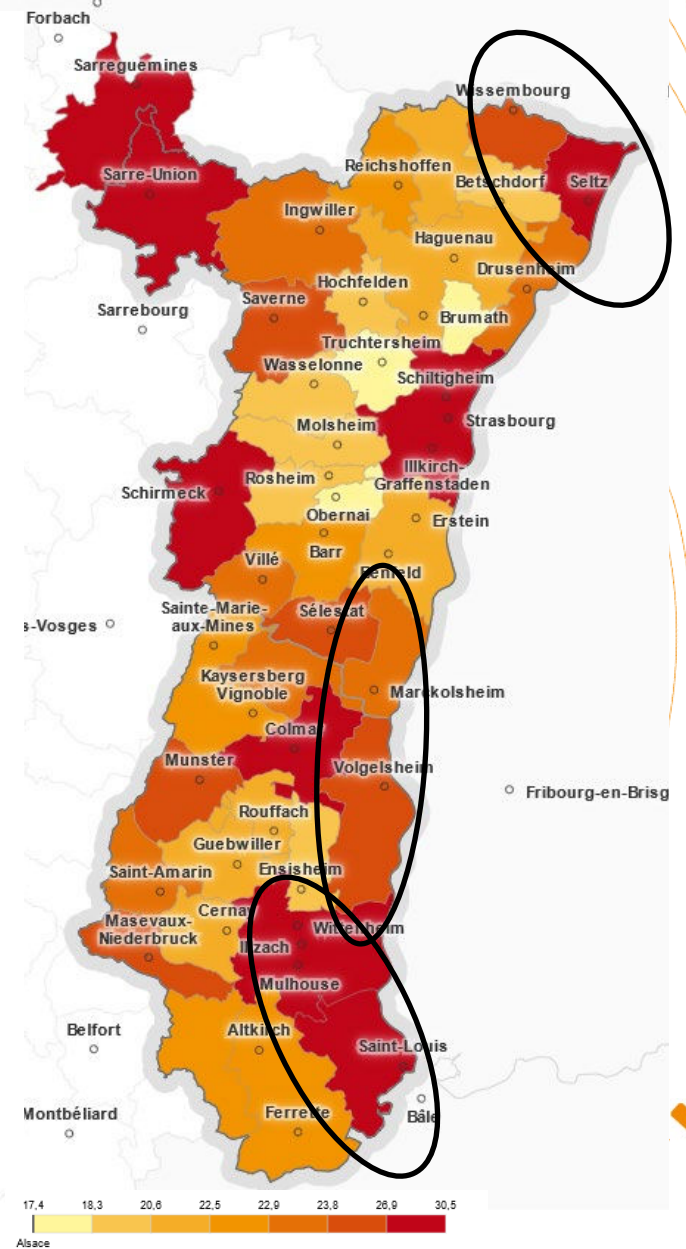 Forbach
Sarreguemines
Wissembourg
Reichshoffen
Sarre-Union
Betschdorf
Seltz
Ingwiller
Haguenau
Drusenheim
Hochfelden
Saverne
Sarrebourg
Brumath
Truchtersheim
Wasselonne
Schiltigheim
Strasbourg
Molsheim
Illkirch-
Graffenstaden
Rosheim
Schirmeck
Obernai
Erstein
Barr
Villé
Benfeld
Sainte-Marie-
aux-Mines
Sélestat
s-Vosges
Kaysersberg
Vignoble
Marckolsheim
Colmar
Munster
Volgelsheim
Fribourg-en-Brisg
Rouffach
Guebwiller
Ensisheim
Saint-Amarin
Cernay
Masevaux-
Niederbruck
Wittenheim
Illzach
Mulhouse
Belfort
Altkirch
Saint-Louis
Montbéliard
Ferrette
Bâle
17,4 18,3 20,6 22,5 22,9 23,8 26,9 30,5
Alsace